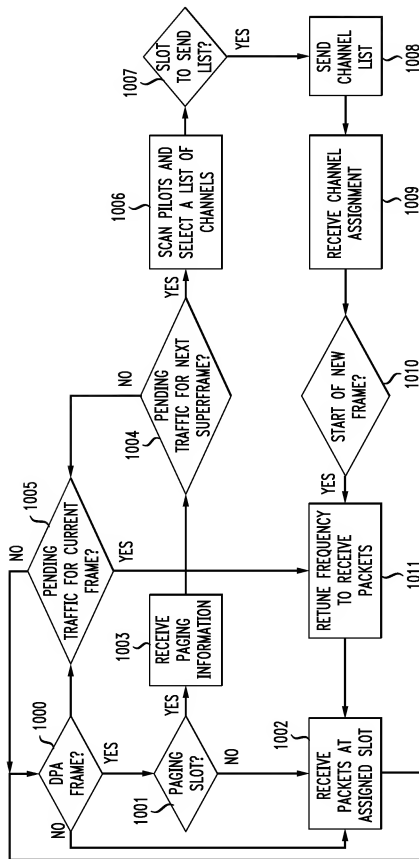 1000
DPA
FRAME?
NO
YES
1001
PAGING
SLOT?
YES
NO
1002
RECEIVE
PACKETS AT
ASSIGNED SLOT
1005
PENDING
TRAFFIC FOR CURRENT
FRAME?
NO
YES
1003
RECEIVE
PAGING
INFORMATION
1004
PENDING
TRAFFIC FOR NEXT
SUPERFRAME?
NO
YES
1006
SCAN PILOTS AND
SELECT A LIST OF
CHANNELS
1007
SLOT
TO SEND
LIST?
YES
SEND
CHANNEL
LIST
1008
RECEIVE CHANNEL
ASSIGNMENT
1009
START OF NEW
FRAME?
1010
YES
RETUNE FREQUENCY
TO RECEIVE
PACKETS
1011